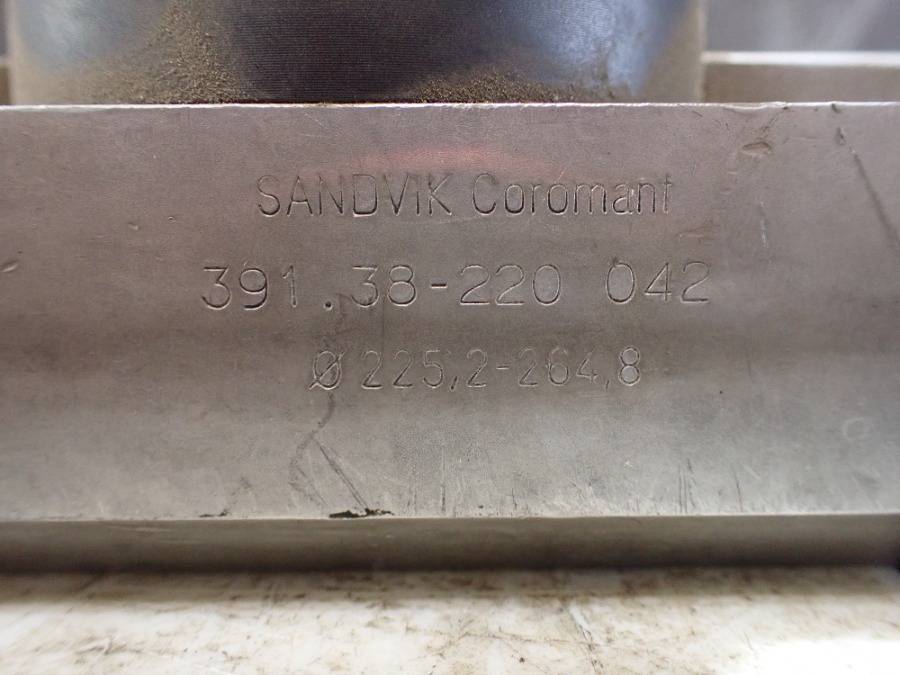 SANDVIK Coromant
391.38-220 042
Ø 225,2-264,8